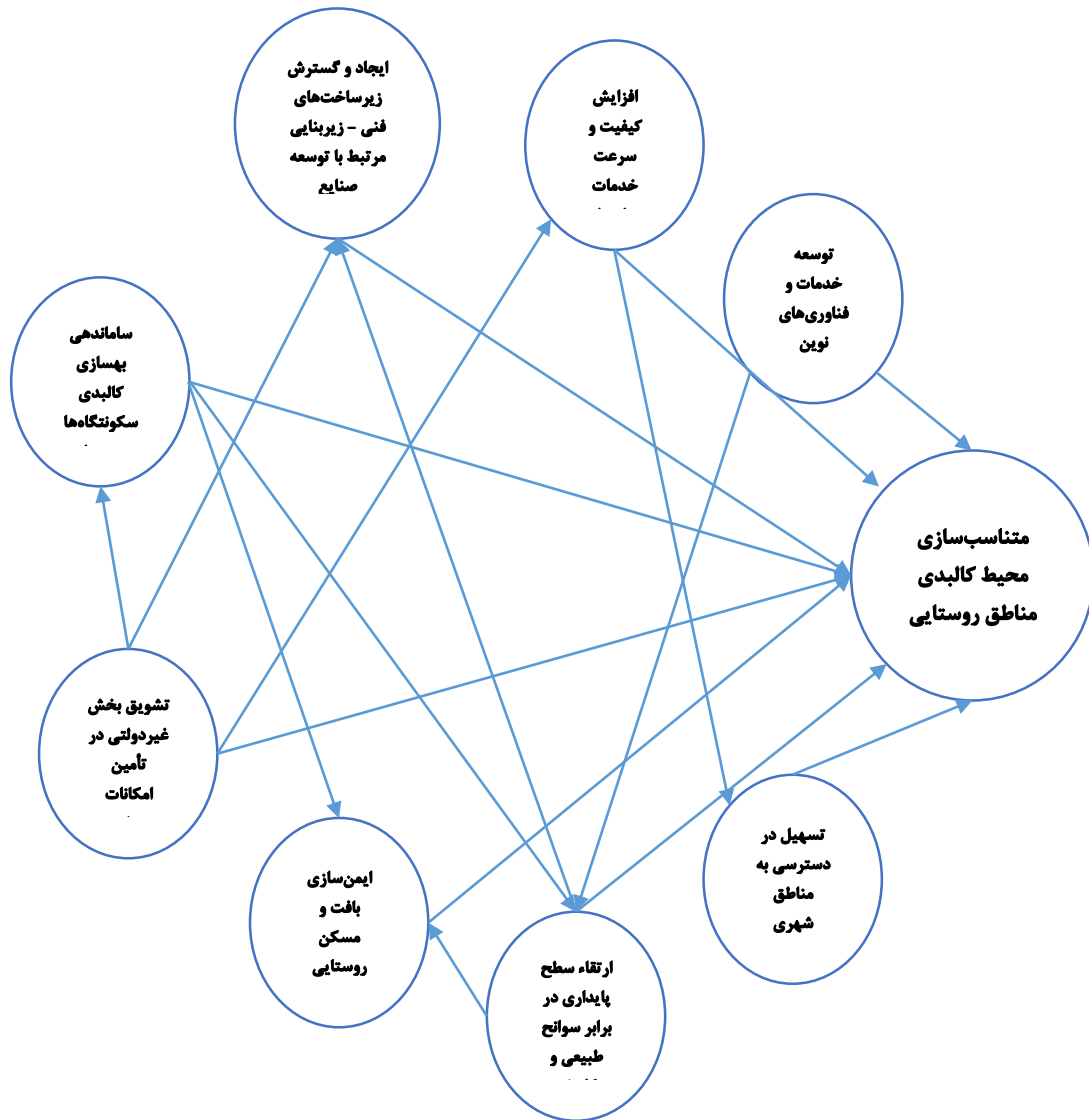 ایجاد و گسترش
زیرساخت‌های
فنی – زیربنایی
مرتبط با توسعه
صنایع
افزایش
کیفیت و
سرعت
خدمات
توسعه
خدمات و
فناوری‌های
نوین
ساماندهی
بهسازی
کالبدی
سکونتگاه‌ها
متناسب‌سازی
محیط کالبدی
مناطق روستایی
تشویق بخش
غیردولتی در
تأمین
امکانات
ایمن‌سازی
بافت و
مسکن
روستایی
تسهیل در
دسترسی به
مناطق
شهری
ارتقاء سطح
پایداری در
برابر سوانح
طبیعی و